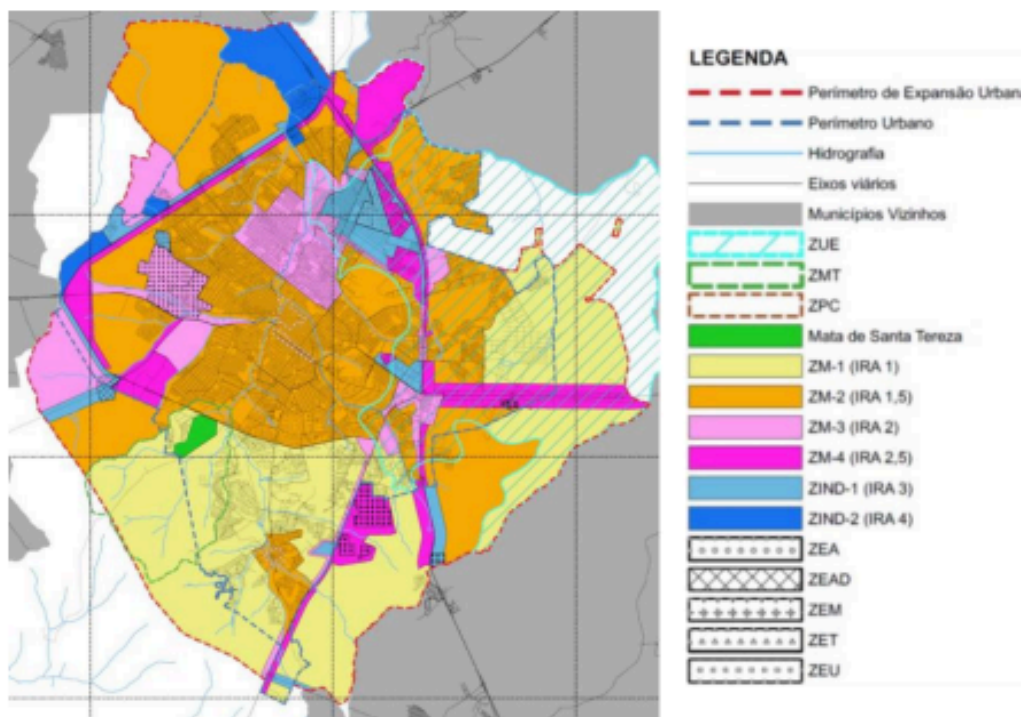 LEGENDA
Perímetro de Expansão Urban
Perímetro Urbano
Hidrografia
Eixos viários
Municípios Vizinhos
ZUE
ZMT
ZPC
Mata de Santa Tereza
ZM-1 (IRA 1)
ZM-2 (IRA 1,5)
ZM-3 (IRA 2)
ZM-4 (IRA 2,5)
ZIND-1 (IRA 3)
ZIND-2 (IRA 4)
ZEA
ZEAD
ZEM
ZET
ZEU